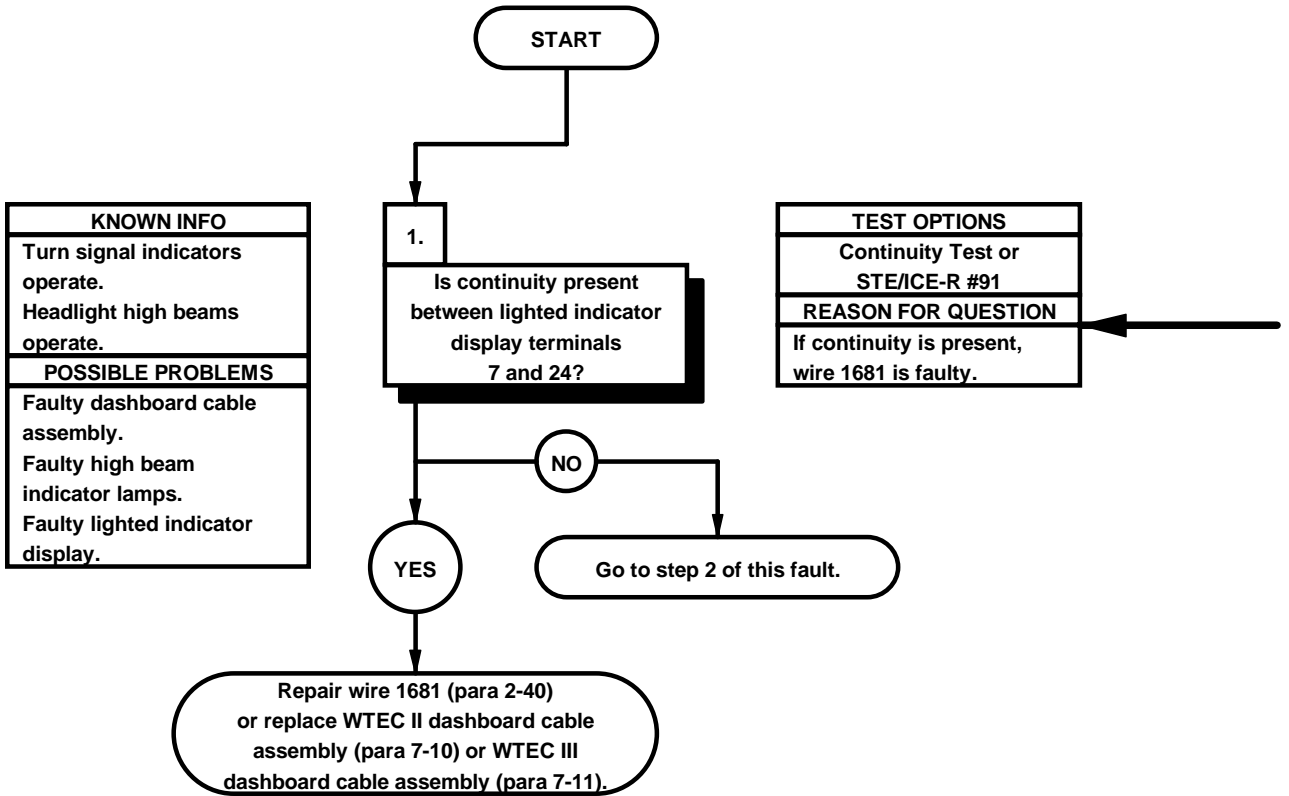 START
KNOWN INFO
Turn signal indicators
operate.
Headlight high beams
operate.
POSSIBLE PROBLEMS
Faulty dashboard cable
assembly.
Faulty high beam
indicator lamps.
Faulty lighted indicator
display.
1.
Is continuity present
between lighted indicator
display terminals
7 and 24?
TEST OPTIONS
Continuity Test or
STE/ICE-R #91
REASON FOR QUESTION
If continuity is present,
wire 1681 is faulty.
NO
YES
Go to step 2 of this fault.
Repair wire 1681 (para 2-40)
or replace WTEC II dashboard cable
assembly (para 7-10) or WTEC III
dashboard cable assembly (para 7-11).